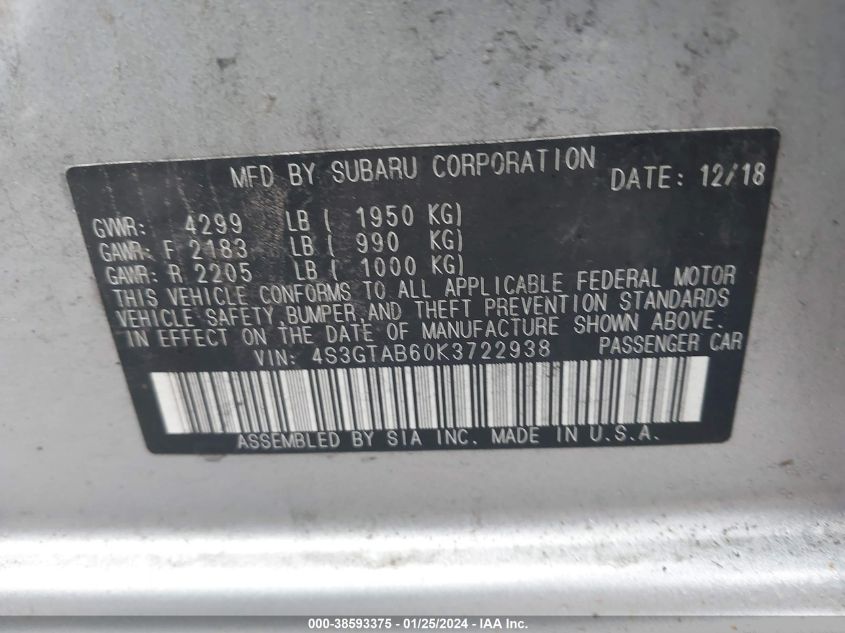 MFD BY SUBARU CORPORATION DATE: 12/18
GVWR: 4299 LB ( 1950 KG)
GAWR: F 2183 LB ( 990 KG)
GAWR: R 2205 LB ( 1000 KG)
THIS VEHICLE CONFORMS TO ALL APPLICABLE FEDERAL MOTOR
VEHICLE SAFETY, BUMPER, AND THEFT PREVENTION STANDARDS
IN EFFECT ON THE DATE OF MANUFACTURE SHOWN ABOVE.
VIN: 4S3GTAB60K3722938 PASSENGER CAR
ASSEMBLED BY SIA INC. MADE IN U.S.A.
000-38593375 - 01/25/2024 - IAA Inc.